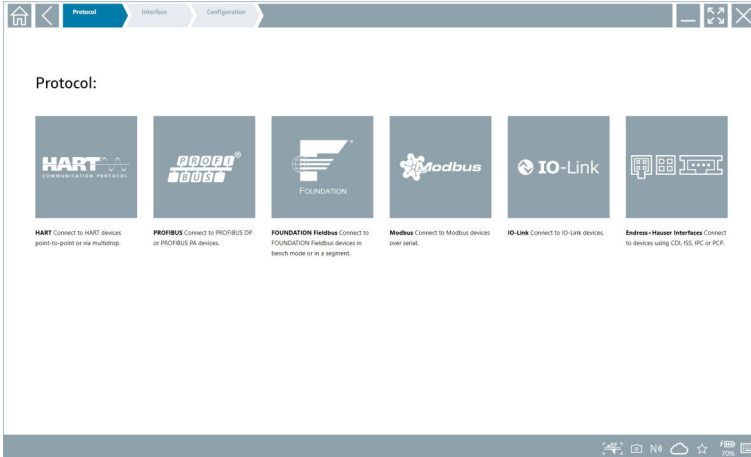 Protocol
Interface
Configuration
Protocol:
HART
COMMUNICATION PROTOCOL
PROFI®
BUS
FOUNDATION
Modbus
IO-Link
HART Connect to HART devices
point-to-point or via multidrop.
PROFIBUS Connect to PROFIBUS DP
or PROFIBUS PA devices.
FOUNDATION Fieldbus Connect to
FOUNDATION Fieldbus devices in
bench mode or in a segment.
Modbus Connect to Modbus devices
over serial.
IO-Link Connect to IO-Link devices.
Endress+Hauser Interfaces Connect
to devices using CDI, ISS, IPC or PCP.
70%